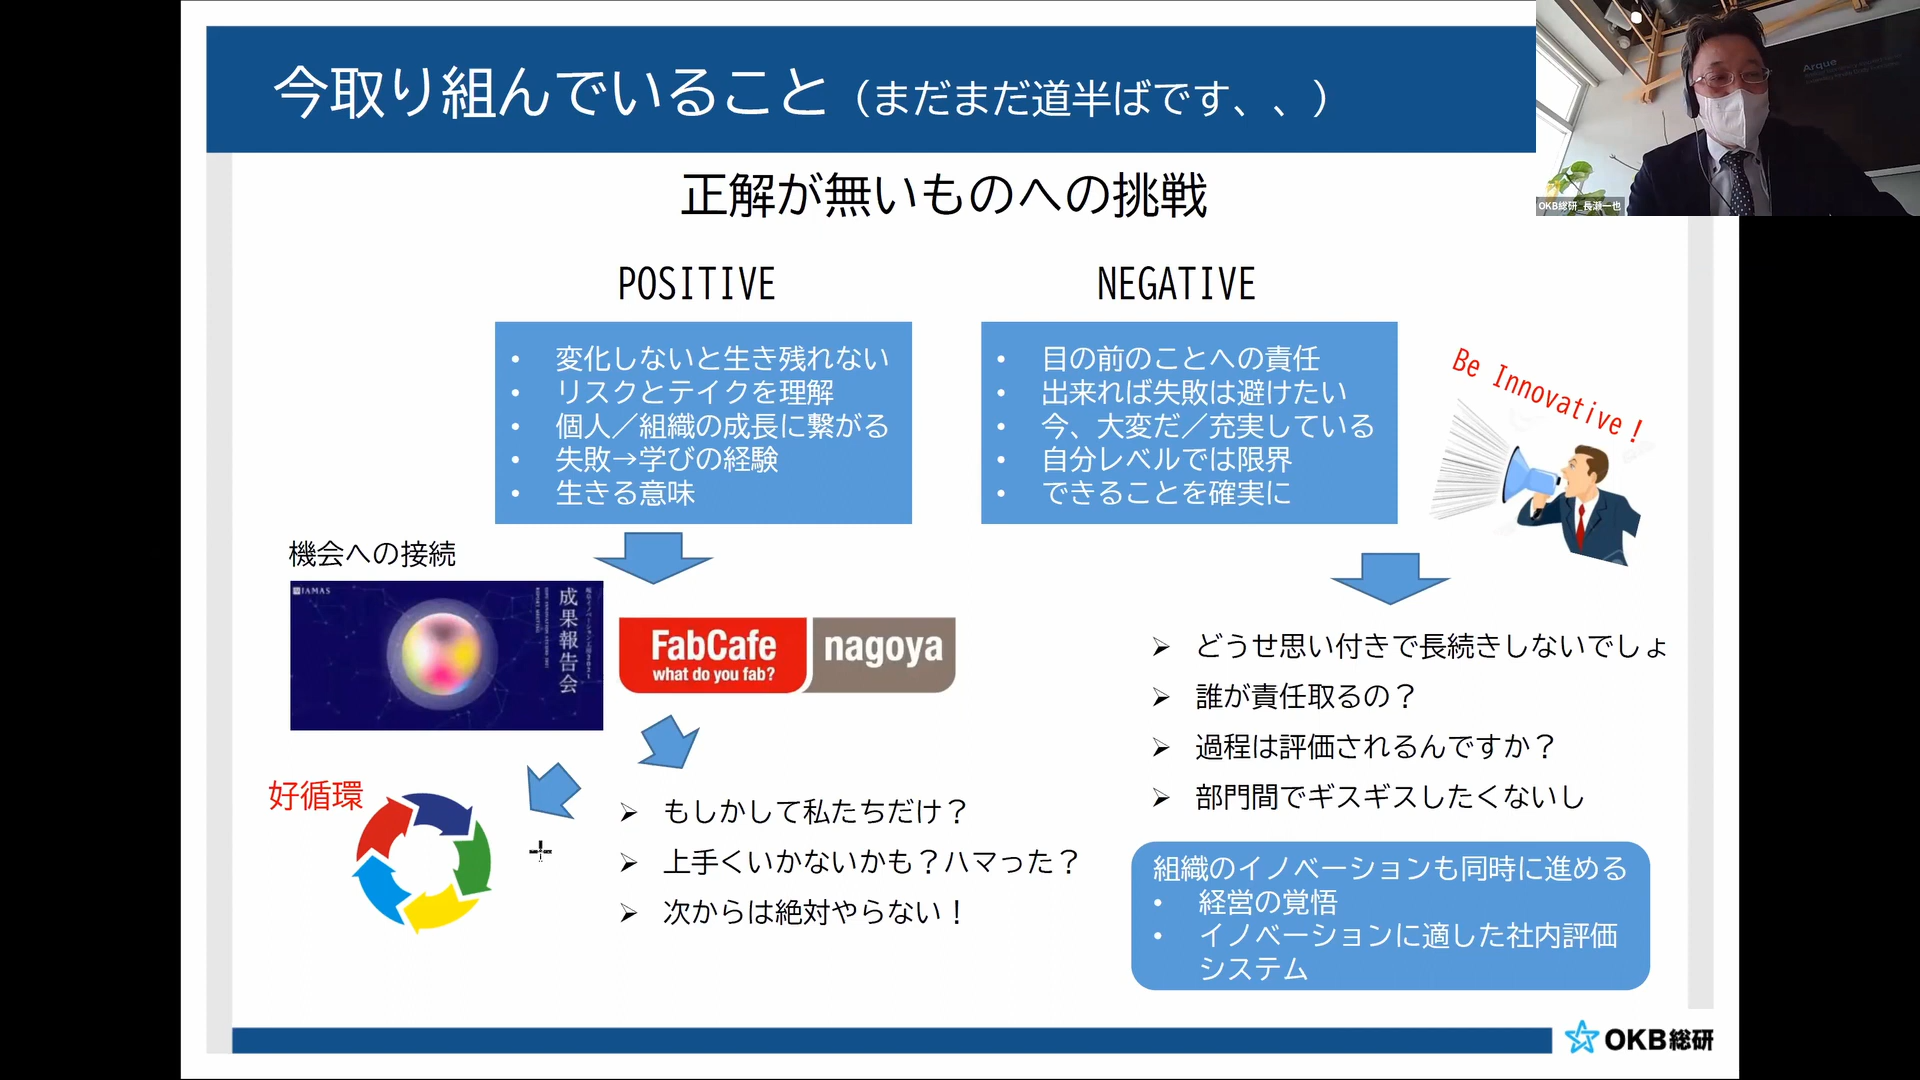 今取り組んでいること（まだまだ道半ばです、、）
Arque
OKB総研_長瀬一也
正解が無いものへの挑戦
POSITIVE
• 変化しないと生き残れない
• リスクとテイクを理解
• 個人／組織の成長に繋がる
• 失敗→学びの経験
• 生きる意味
NEGATIVE
• 目の前のことへの責任
• 出来れば失敗は避けたい
• 今、大変だ／充実している
• 自分レベルでは限界
• できることを確実に
Be Innovative！
機会への接続
IAMAS
成果報告会
FabCafe
what do you fab?
nagoya
好循環
➢ もしかして私たちだけ？
➢ 上手くいかないかも？ハマった？
➢ 次からは絶対やらない！
➢ どうせ思い付きで長続きしないでしょ
➢ 誰が責任取るの？
➢ 過程は評価されるんですか？
➢ 部門間でギスギスしたくないし
組織のイノベーションも同時に進める
• 経営の覚悟
• イノベーションに適した社内評価
システム
OKB総研